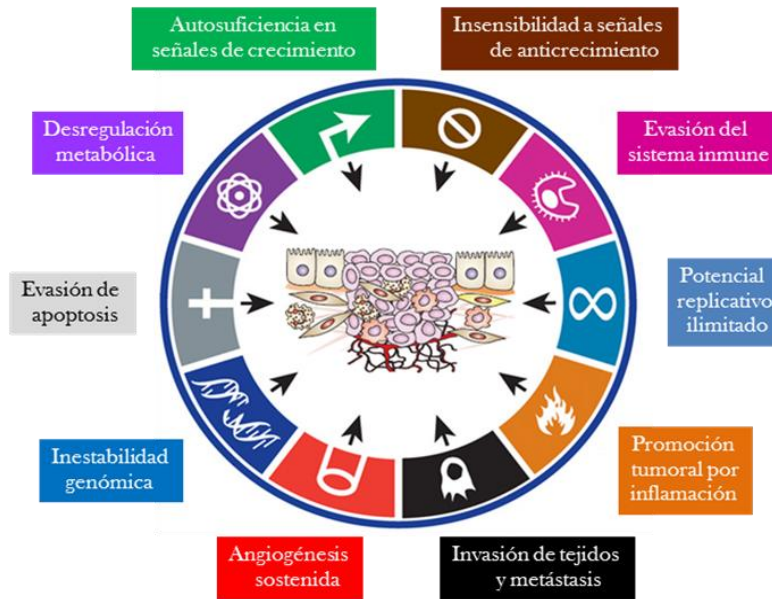 Autosuficiencia en
señales de crecimiento
Insensibilidad a señales
de anticrecimiento
Desregulación
metabólica
Evasión del
sistema inmune
Evasión de
apoptosis
Potencial
replicativo
ilimitado
Inestabilidad
genómica
Promoción
tumoral por
inflamación
Angiogénesis
sostenida
Invasión de tejidos
y metástasis